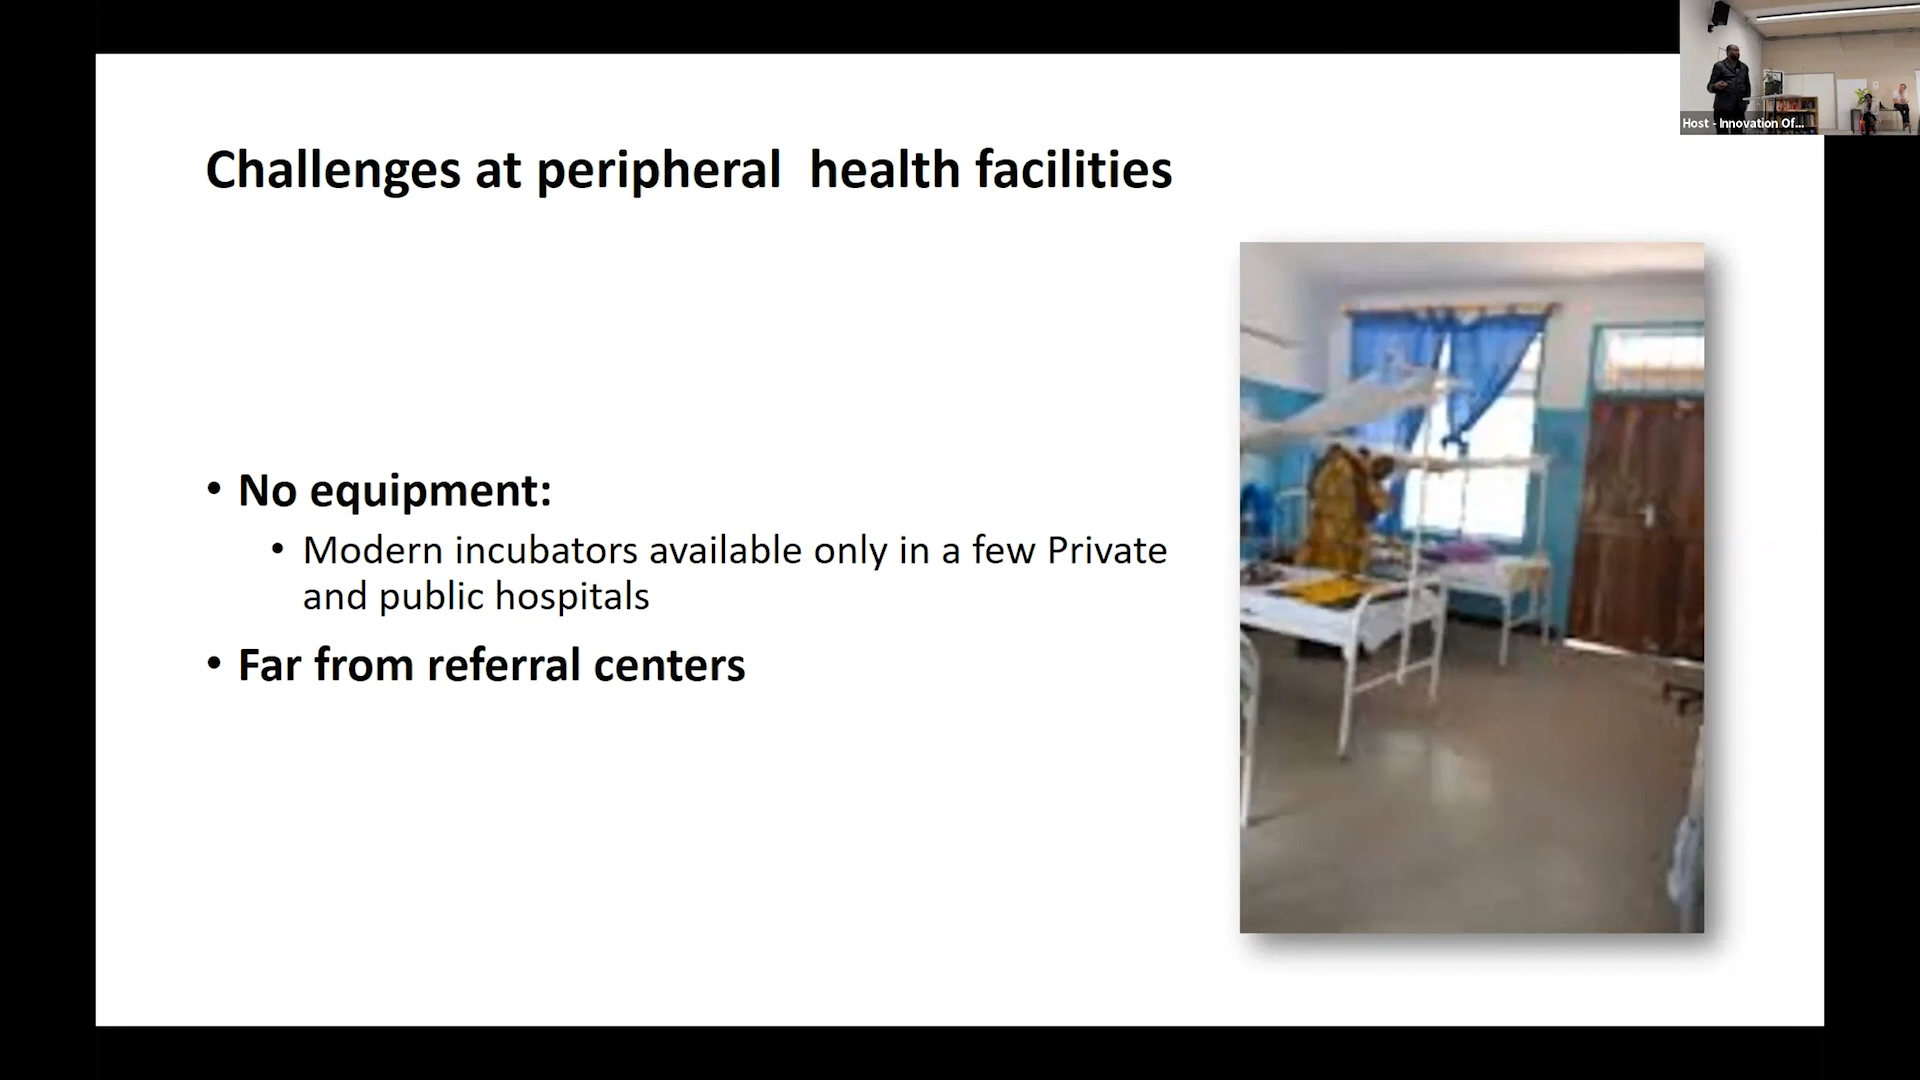 Host - Innovation Of...
Challenges at peripheral health facilities
• No equipment:
• Modern incubators available only in a few Private
and public hospitals
• Far from referral centers